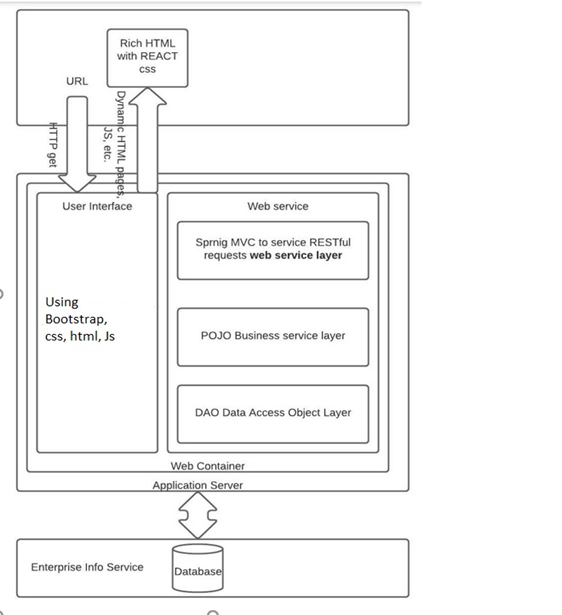 Rich HTML
with REACT
css
URL
HTTP get
Dynamic HTML pages,
JS, etc.
User Interface
Web service
Sprnig MVC to service RESTful
requests web service layer
Using
Bootstrap,
css, html, Js
POJO Business service layer
DAO Data Access Object Layer
Web Container
Application Server
Enterprise Info Service
Database